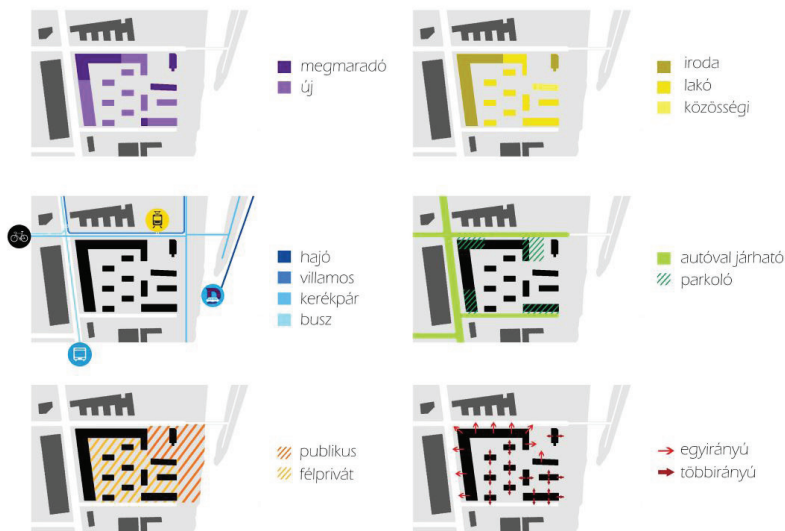 megmaradó
új
iroda
lakó
közösségi
hajó
villamos
kerékpár
busz
autóval járható
parkoló
publikus
félprivát
egyirányú
többirányú